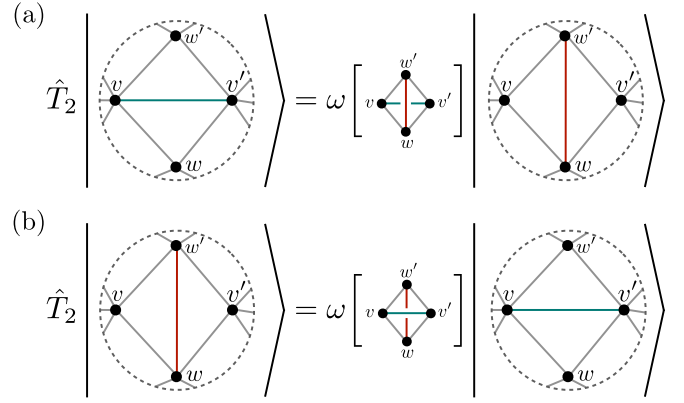 (a)
T̂₂ | v w′ v′ w ⟩ = ω [ v w′ v′ w ] | v w′ v′ w ⟩
(b)
T̂₂ | v w′ v′ w ⟩ = ω [ v w′ v′ w ] | v w′ v′ w ⟩